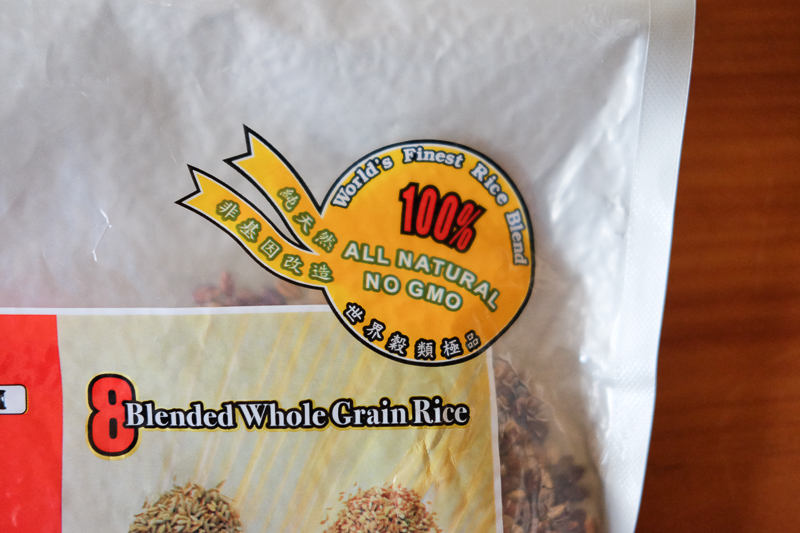 World's Finest Rice Blend
100%
ALL NATURAL
NO GMO
純天然
非基因改造
世界穀類極品
8 Blended Whole Grain Rice